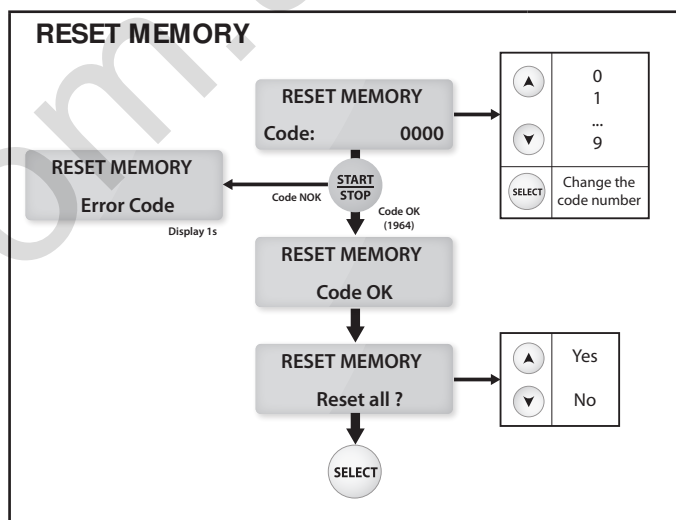 RESET MEMORY
RESET MEMORY
Code: 0000
0
1
...
9
SELECT
Change the
code number
RESET MEMORY
Error Code
Display 1s
Code NOK
START
STOP
Code OK
(1964)
RESET MEMORY
Code OK
RESET MEMORY
Reset all ?
Yes
No
SELECT